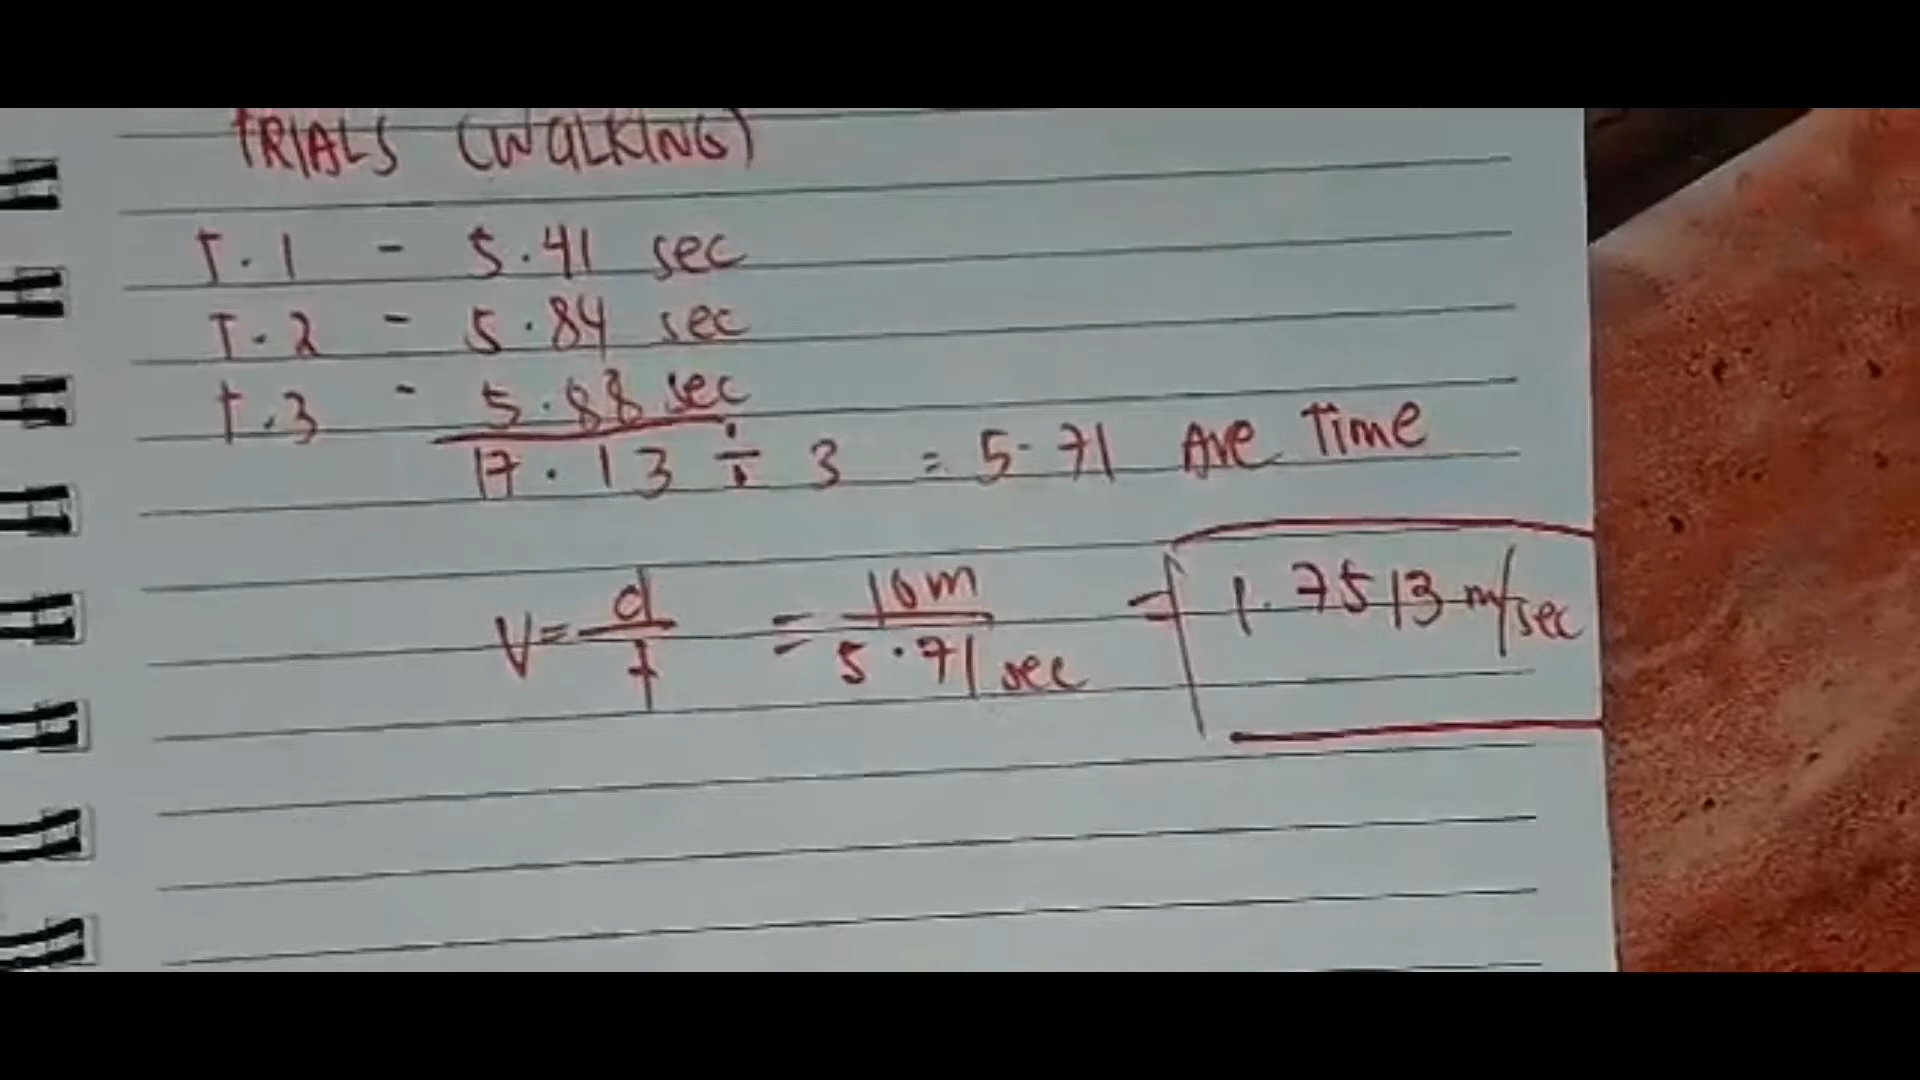 TRIALS (WALKING)
T.1 - 5.41 sec
T.2 - 5.84 sec
T.3 - 5.88 sec
17.13 ÷ 3 = 5.71 Ave Time
V = d/t = 10m/5.71 sec = 1.7513 m/sec